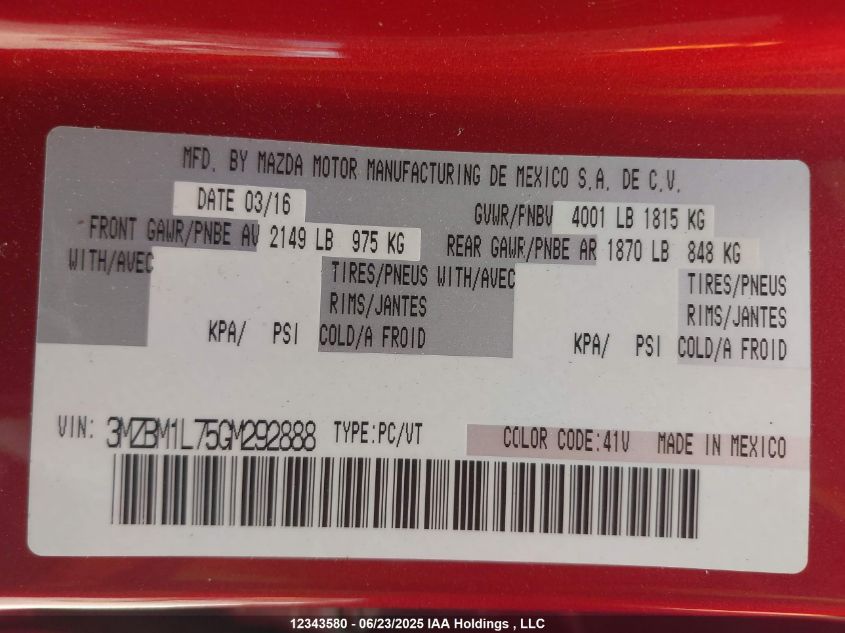 MFD. BY MAZDA MOTOR MANUFACTURING DE MEXICO S.A. DE C.V.
DATE 03/16 GVWR/PNBV 4001 LB 1815 KG
FRONT GAWR/PNBE AV 2149 LB 975 KG REAR GAWR/PNBE AR 1870 LB 848 KG
WITH/AVEC TIRES/PNEUS WITH/AVEC TIRES/PNEUS
RIMS/JANTES RIMS/JANTES
KPA/ PSI COLD/A FROID KPA/ PSI COLD/A FROID
VIN: 3MZBM1L75GM292888 TYPE:PC/VT COLOR CODE:41V MADE IN MEXICO
12343580 - 06/23/2025 IAA Holdings , LLC